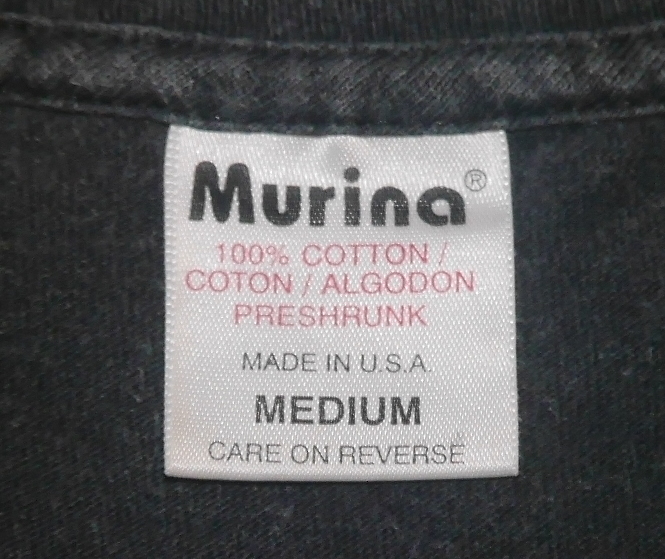 Murina®
100% COTTON /
COTON / ALGODON
PRESHRUNK
MADE IN U.S.A.
MEDIUM
CARE ON REVERSE